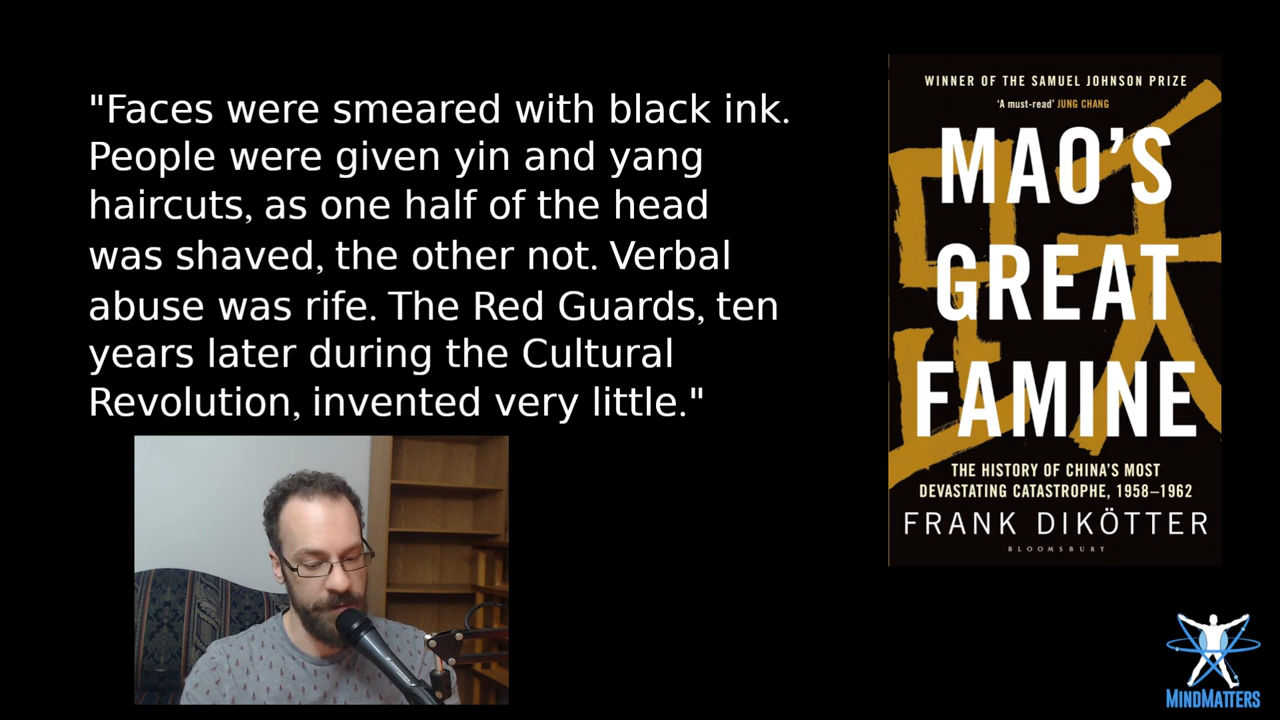 "Faces were smeared with black ink.
People were given yin and yang
haircuts, as one half of the head
was shaved, the other not. Verbal
abuse was rife. The Red Guards, ten
years later during the Cultural
Revolution, invented very little."
WINNER OF THE SAMUEL JOHNSON PRIZE
'A must-read' JUNG CHANG
MAO'S
GREAT
FAMINE
THE HISTORY OF CHINA'S MOST
DEVASTATING CATASTROPHE, 1958–1962
FRANK DIKÖTTER
BLOOMSBURY
MINDMATTERS